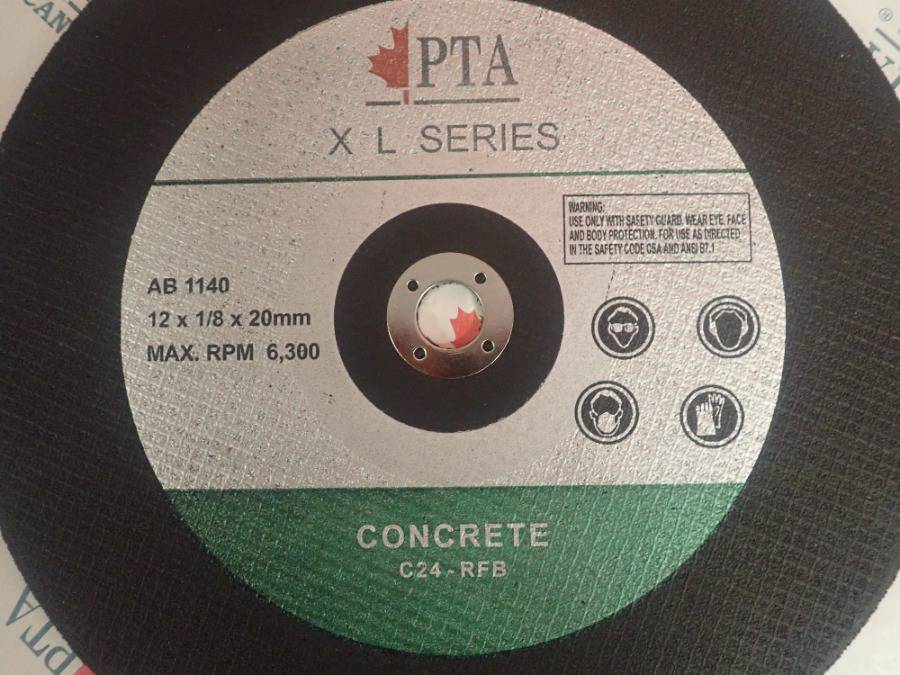 CAN
PTA
X L SERIES
WARNING:
USE ONLY WITH SAFETY GUARD. WEAR EYE, FACE
AND BODY PROTECTION. FOR USE AS DIRECTED
IN THE SAFETY CODE CSA AND ANSI B7.1
AB 1140
12 x 1/8 x 20mm
MAX. RPM 6,300
CONCRETE
C24-RFB
PTA